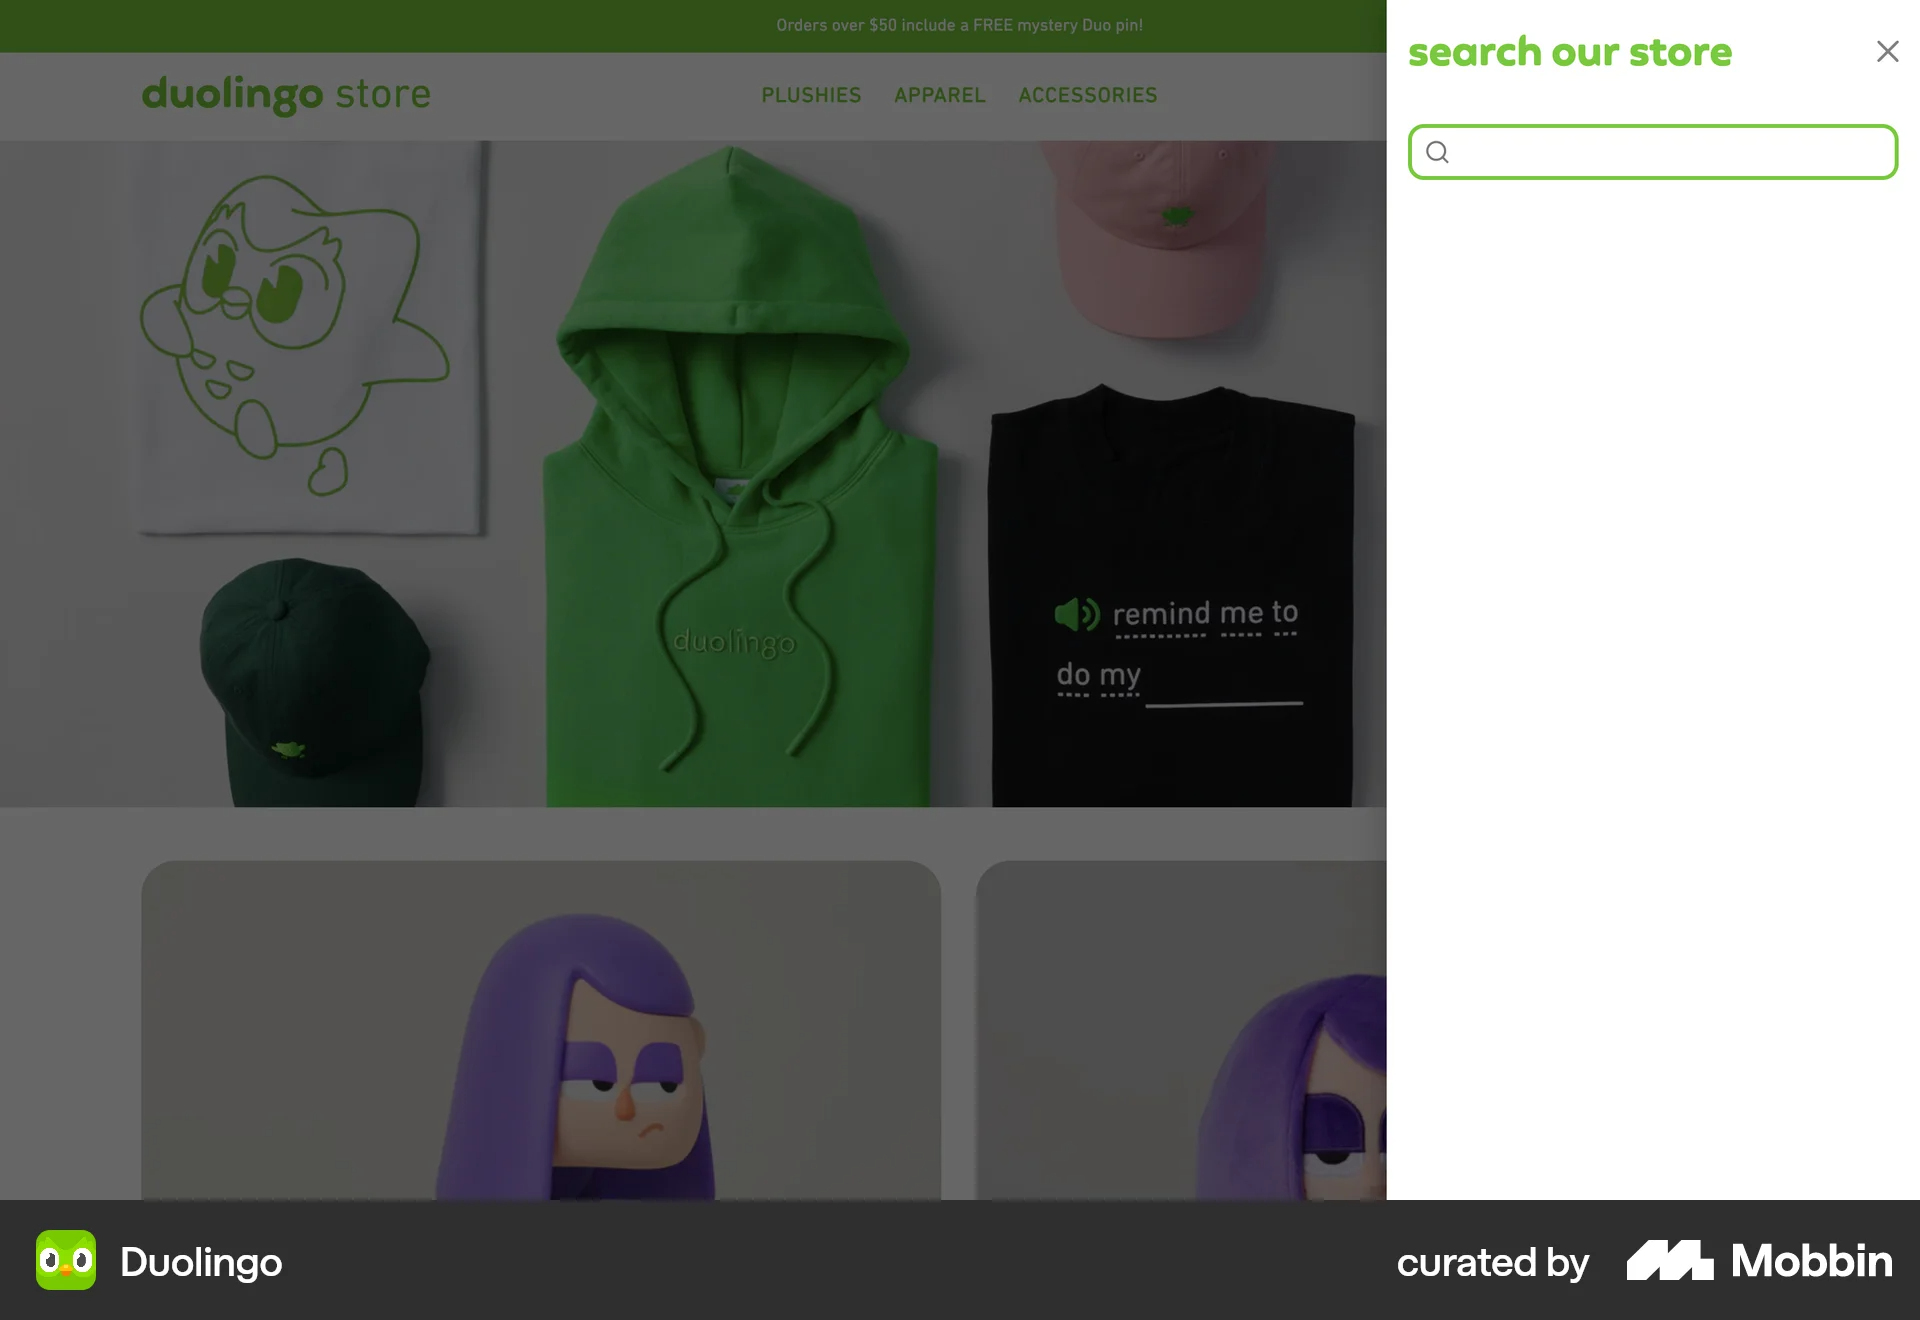 Orders over $50 include a FREE mystery Duo pin!
duolingo store
PLUSHIES APPAREL ACCESSORIES
search our store
duolingo
remind me to
do my
Duolingo
curated by Mobbin